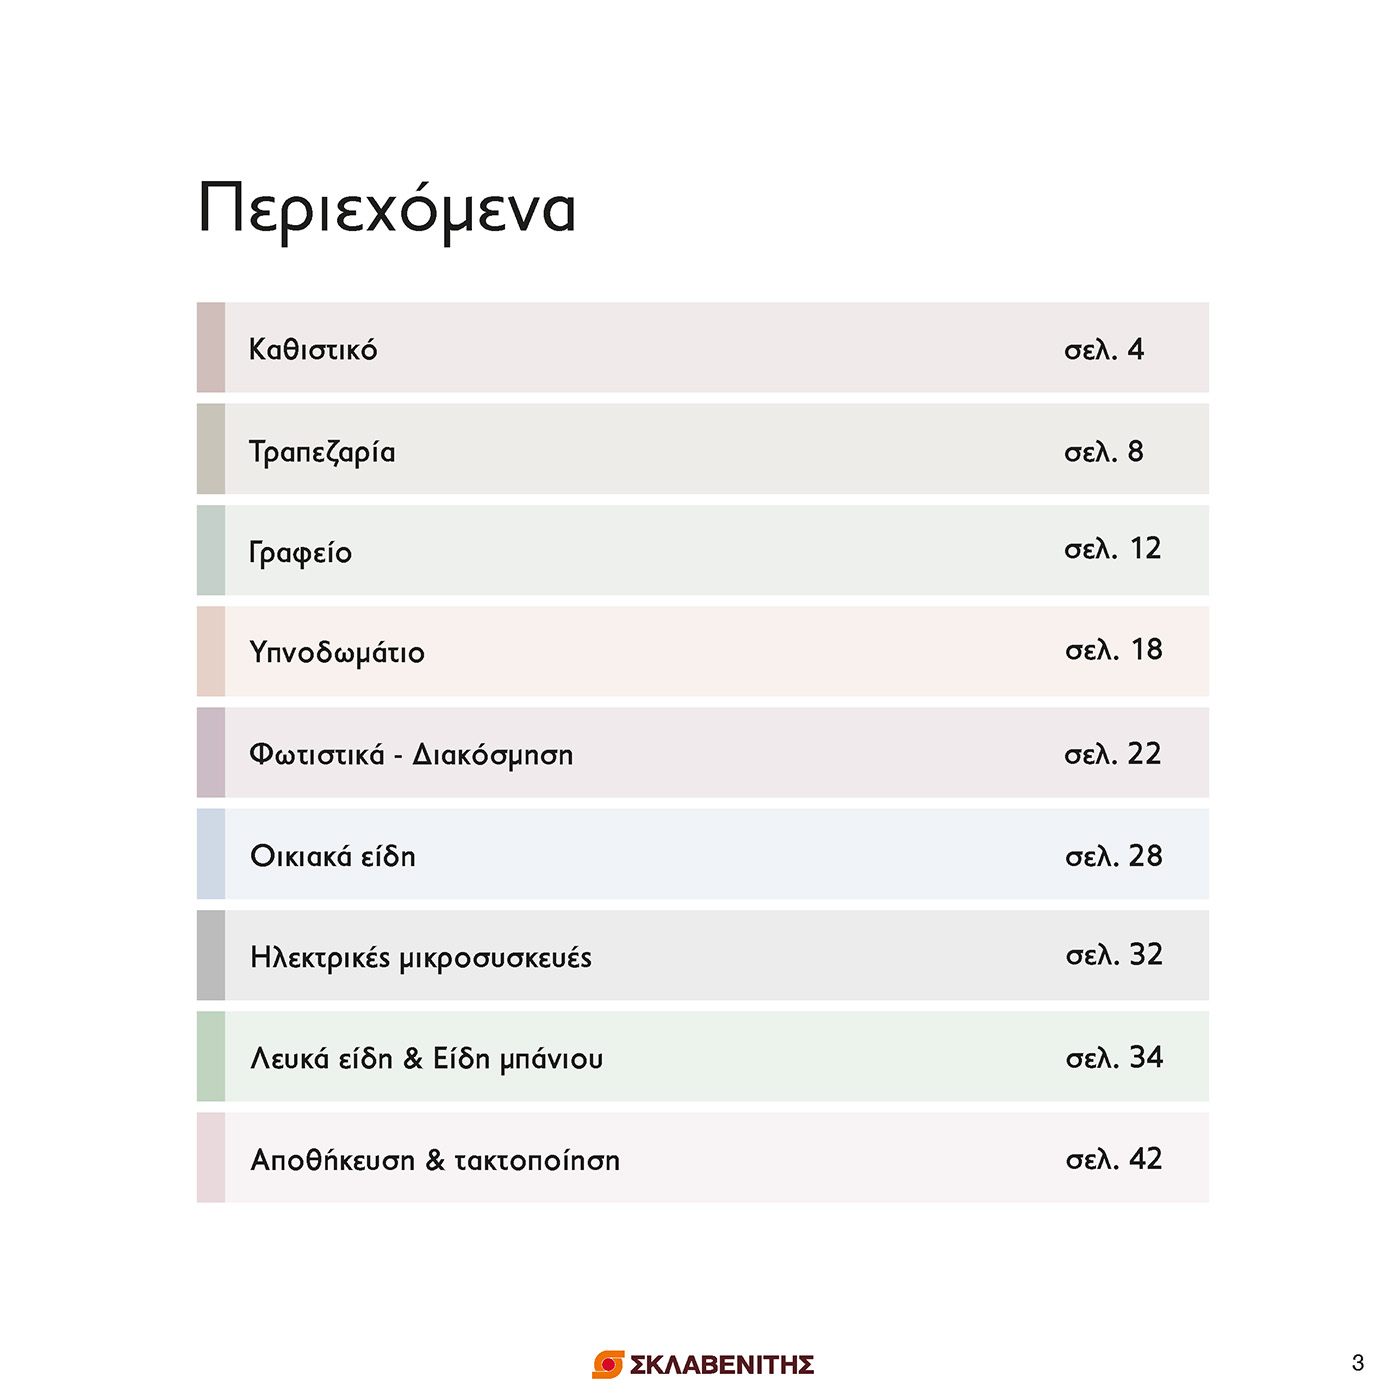 Περιεχόμενα
Καθιστικό σελ. 4
Τραπεζαρία σελ. 8
Γραφείο σελ. 12
Υπνοδωμάτιο σελ. 18
Φωτιστικά - Διακόσμηση σελ. 22
Οικιακά είδη σελ. 28
Ηλεκτρικές μικροσυσκευές σελ. 32
Λευκά είδη & Είδη μπάνιου σελ. 34
Αποθήκευση & τακτοποίηση σελ. 42
ΣΚΛΑΒΕΝΙΤΗΣ
3